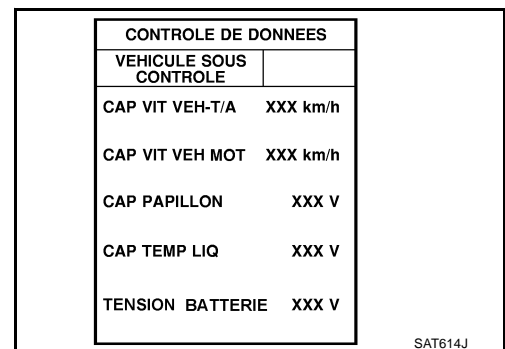 CONTROLE DE DONNEES
VEHICULE SOUS
CONTROLE
CAP VIT VEH-T/A XXX km/h
CAP VIT VEH MOT XXX km/h
CAP PAPILLON XXX V
CAP TEMP LIQ XXX V
TENSION BATTERIE XXX V
SAT614J